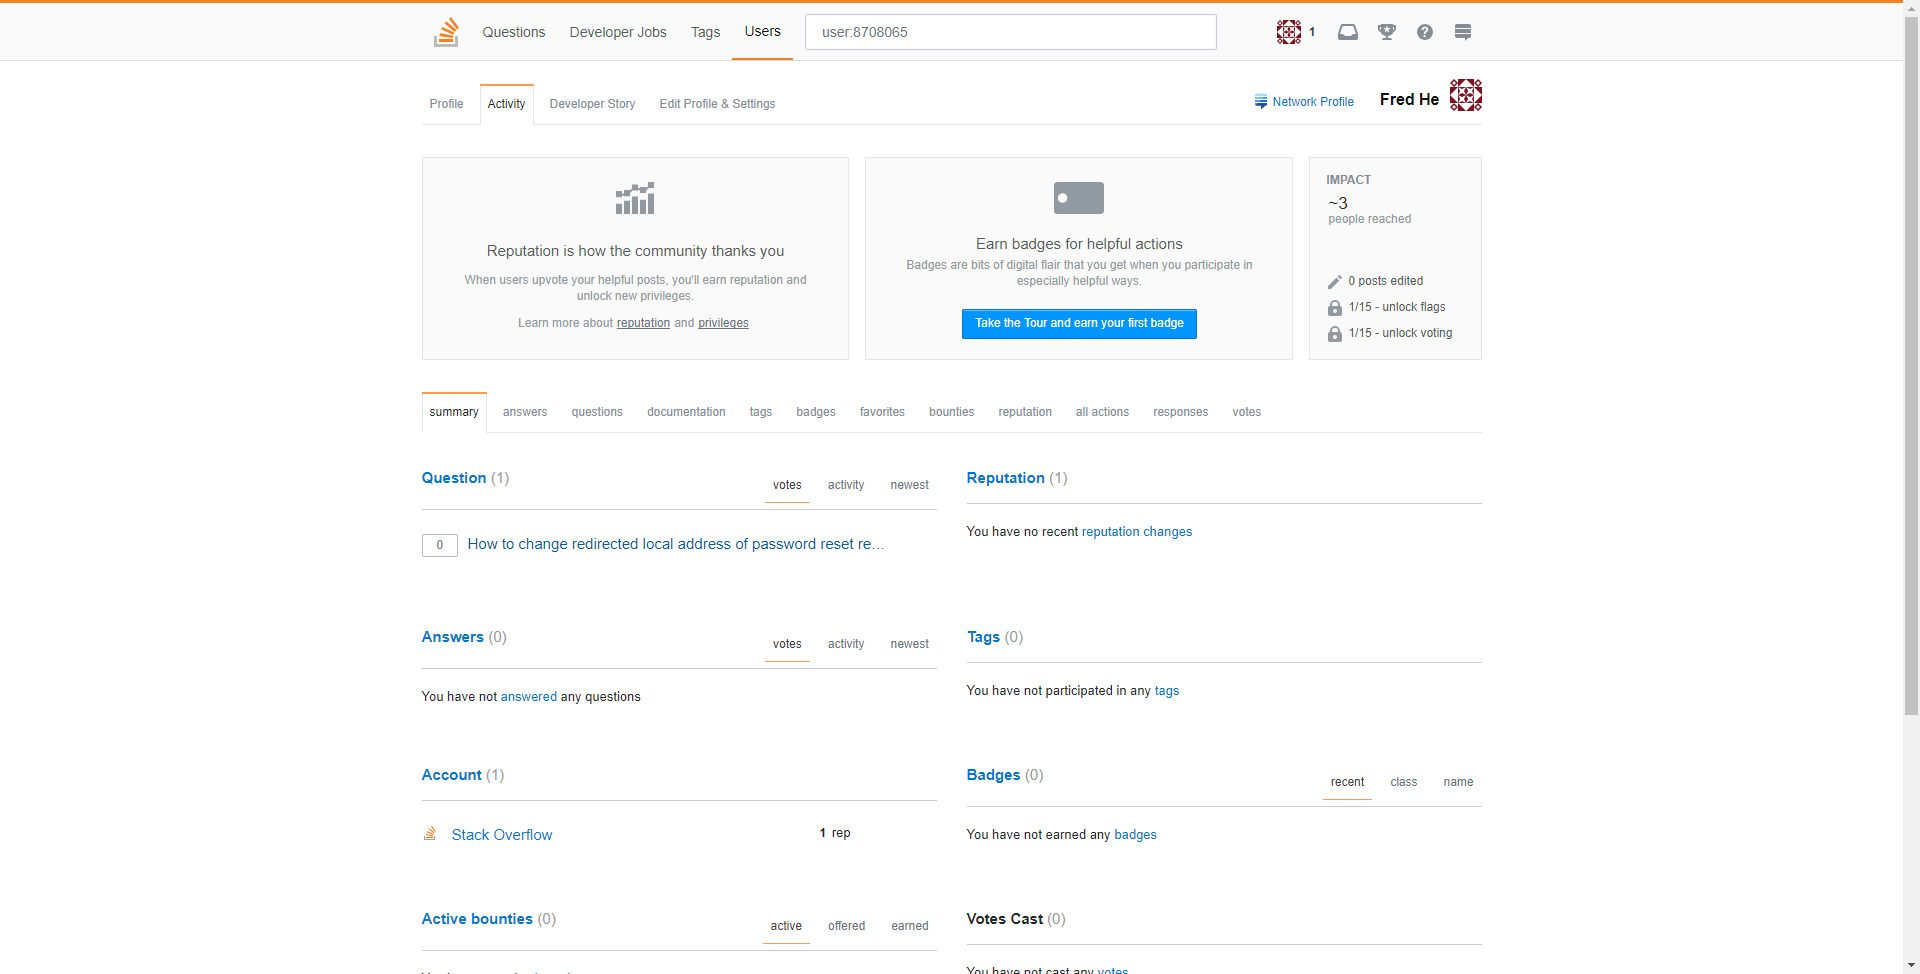 Questions Developer Jobs Tags Users user:8708065 1
Profile Activity Developer Story Edit Profile & Settings Network Profile Fred He
Reputation is how the community thanks you
When users upvote your helpful posts, you'll earn reputation and
unlock new privileges.
Learn more about reputation and privileges
Earn badges for helpful actions
Badges are bits of digital flair that you get when you participate in
especially helpful ways.
Take the Tour and earn your first badge
IMPACT
~3
people reached
0 posts edited
1/15 - unlock flags
1/15 - unlock voting
summary answers questions documentation tags badges favorites bounties reputation all actions responses votes
Question (1) votes activity newest
0 How to change redirected local address of password reset re…
Reputation (1)
You have no recent reputation changes
Answers (0) votes activity newest
You have not answered any questions
Tags (0)
You have not participated in any tags
Account (1)
Stack Overflow 1 rep
Badges (0) recent class name
You have not earned any badges
Active bounties (0) active offered earned
Votes Cast (0)
You have not cast any votes